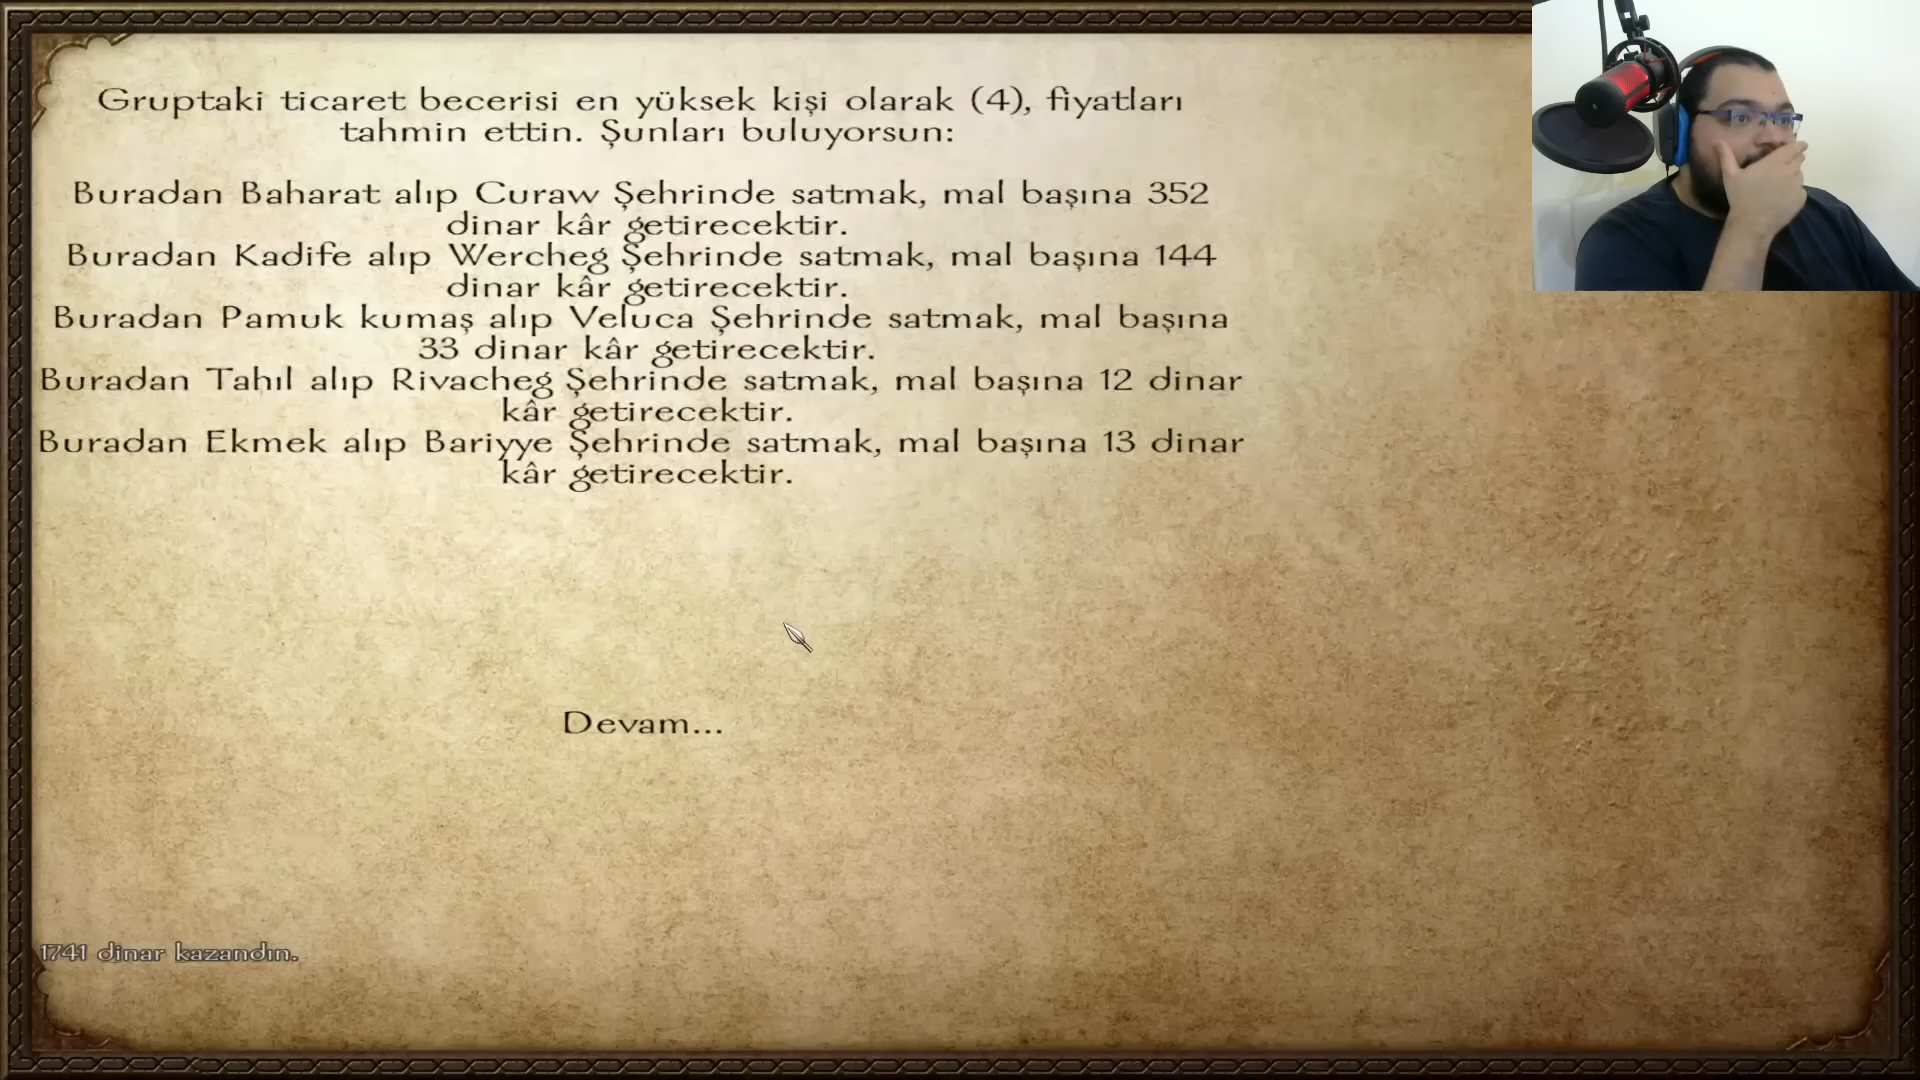 Gruptaki ticaret becerisi en yüksek kişi olarak (4), fiyatları
tahmin ettin. Şunları buluyorsun:
Buradan Baharat alıp Curaw Şehrinde satmak, mal başına 352
dinar kâr getirecektir.
Buradan Kadife alıp Wercheg Şehrinde satmak, mal başına 144
dinar kâr getirecektir.
Buradan Pamuk kumaş alıp Veluca Şehrinde satmak, mal başına
33 dinar kâr getirecektir.
Buradan Tahıl alıp Rivacheg Şehrinde satmak, mal başına 12 dinar
kâr getirecektir.
Buradan Ekmek alıp Bariyye Şehrinde satmak, mal başına 13 dinar
kâr getirecektir.
Devam...
1741 dinar kazandın.